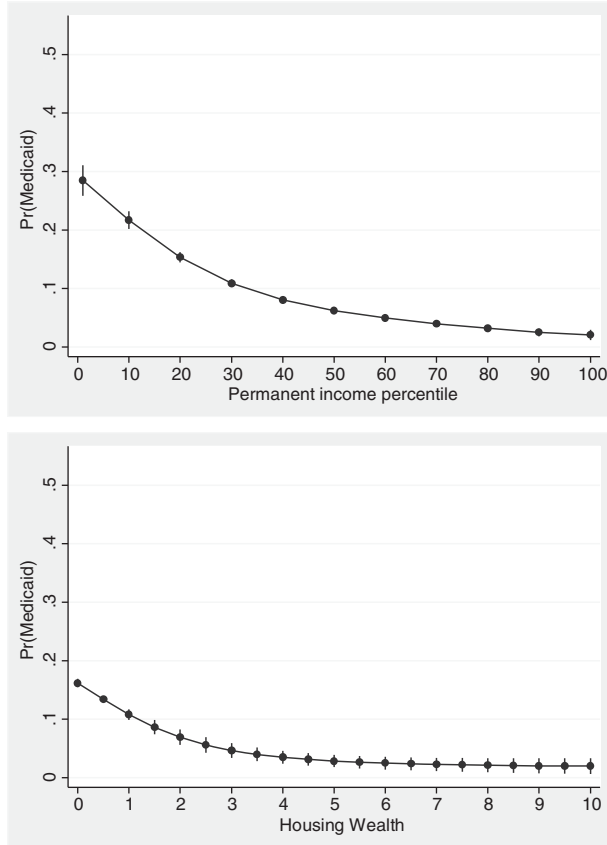 .5
.4
.3
.2
.1
0
Pr(Medicaid)
0 10 20 30 40 50 60 70 80 90 100
Permanent income percentile
.5
.4
.3
.2
.1
0
Pr(Medicaid)
0 1 2 3 4 5 6 7 8 9 10
Housing Wealth